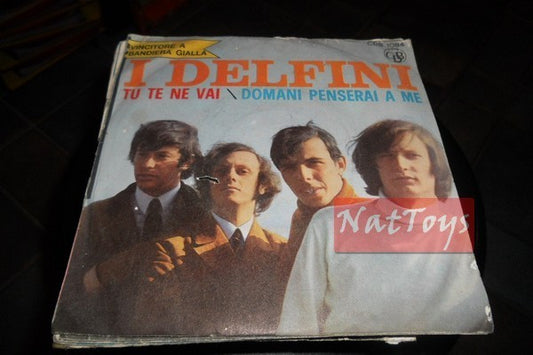 VINCITORE A
BANDIERA GIALLA
I DELFINI
TU TE NE VAI \ DOMANI PENSERAI A ME
NatToys